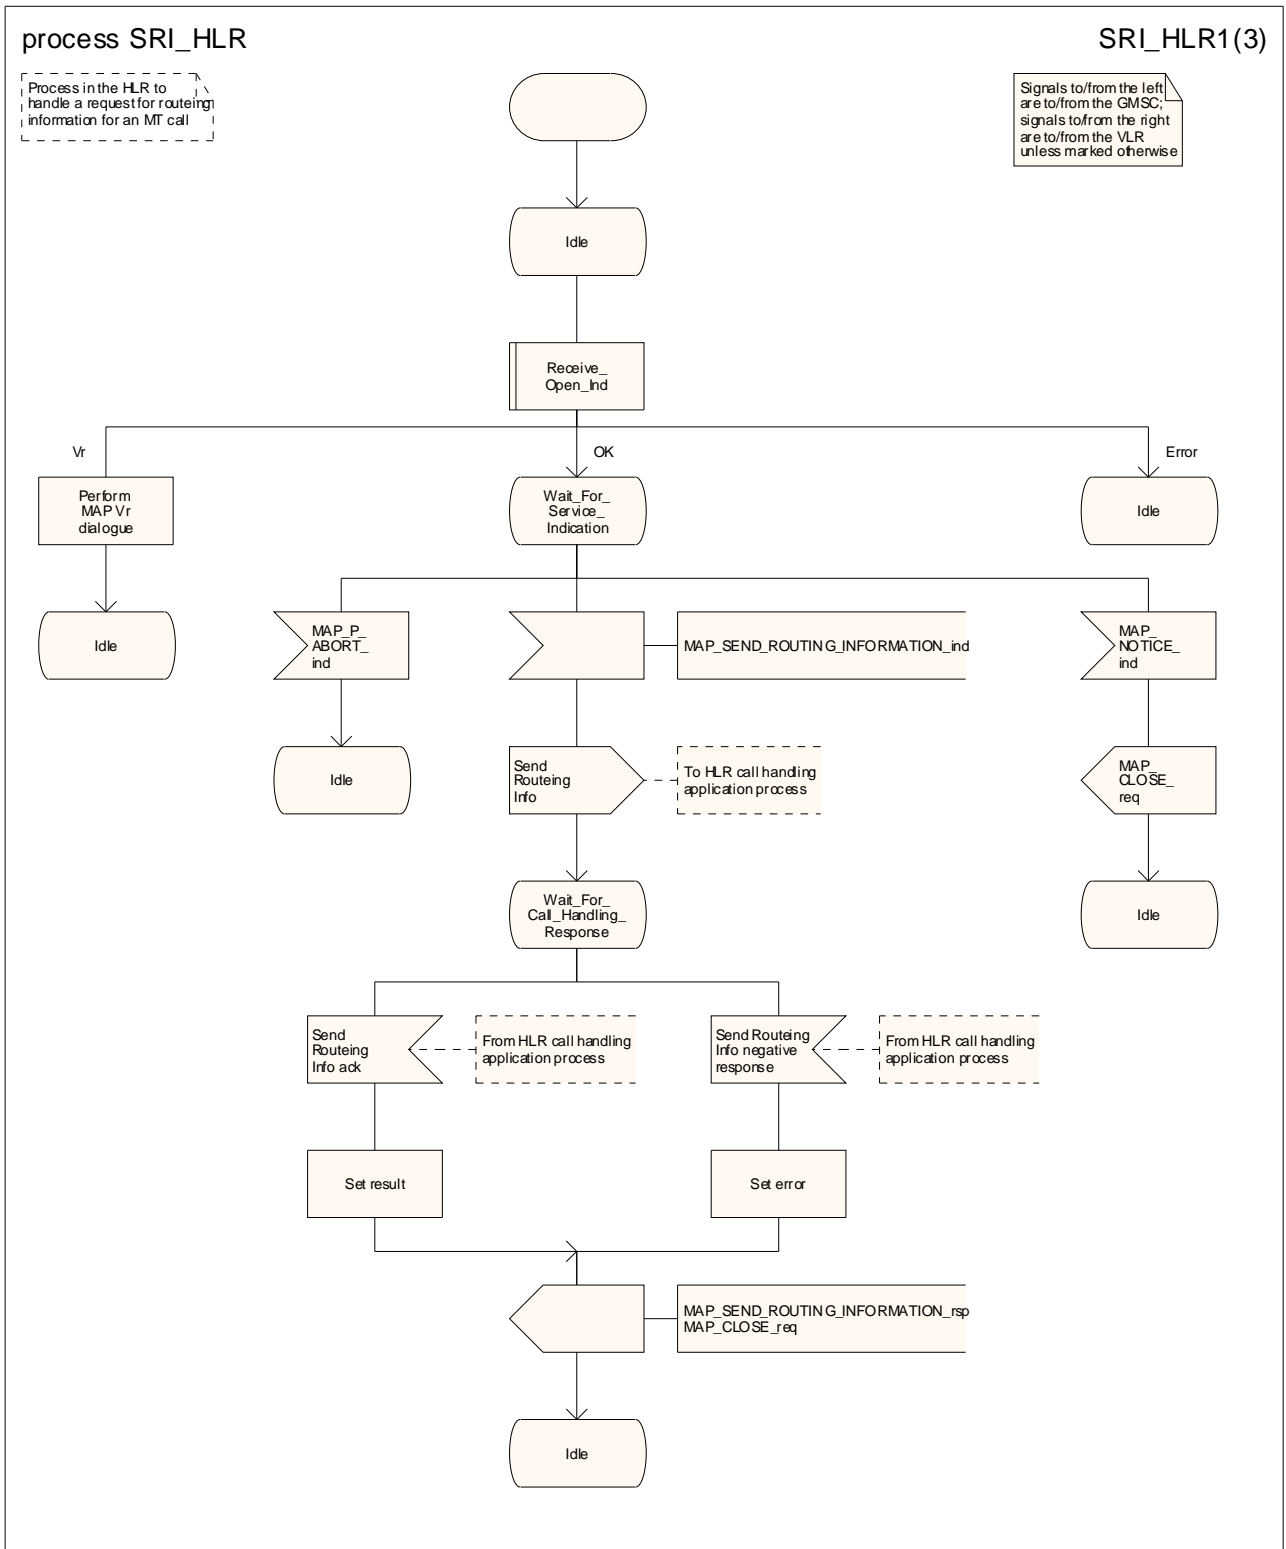 process SRI_HLR
SRI_HLR1(3)
Process in the HLR to
handle a request for routeing
information for an MT call
Signals to/from the left
are to/from the GMSC;
signals to/from the right
are to/from the VLR
unless marked otherwise
Idle
Receive_
Open_Ind
Vr
OK
Error
Perform
MAP Vr
dialogue
Wait_For_
Service_
Indication
Idle
Idle
MAP_P_
ABORT_
ind
MAP_SEND_ROUTING_INFORMATION_ind
MAP_
NOTICE_
ind
Idle
Send
Routeing
Info
To HLR call handling
application process
MAP_
CLOSE_
req
Wait_For_
Call_Handling_
Response
Idle
Send
Routeing
Info ack
From HLR call handling
application process
Send Routeing
Info negative
response
From HLR call handling
application process
Set result
Set error
MAP_SEND_ROUTING_INFORMATION_rsp
MAP_CLOSE_req
Idle